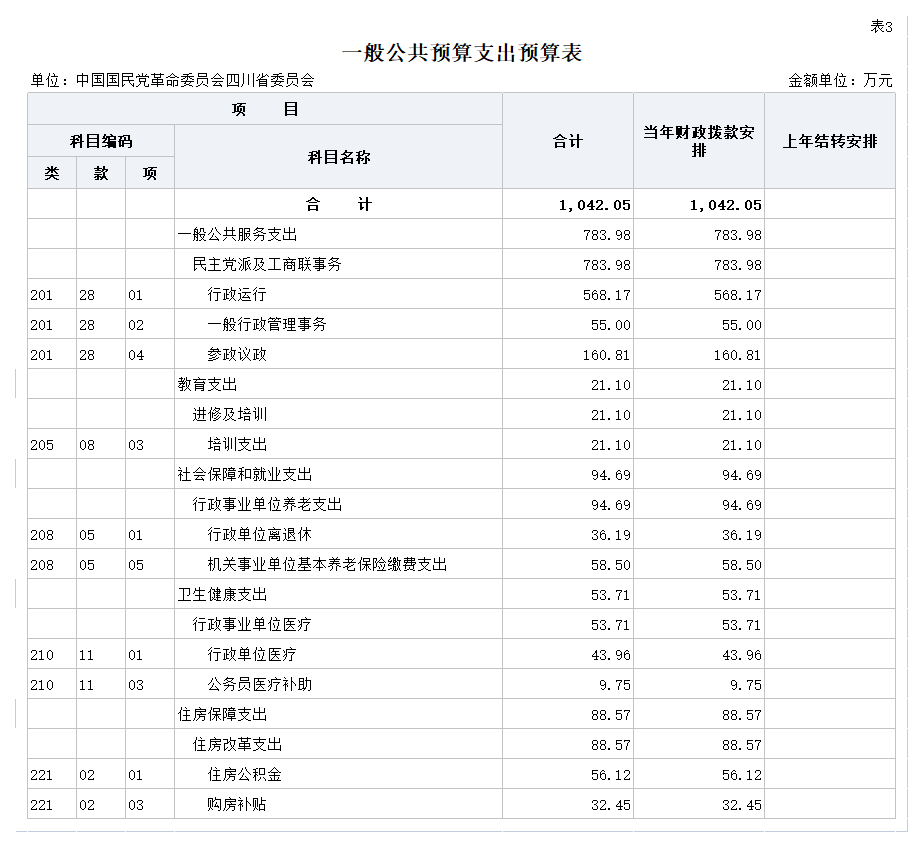 表3
一般公共预算支出预算表
单位：中国国民党革命委员会四川省委员会 金额单位：万元
项 目 合计 当年财政拨款安排 上年结转安排
科目编码 科目名称
类 款 项
合 计 1,042.05 1,042.05
一般公共服务支出 783.98 783.98
民主党派及工商联事务 783.98 783.98
201 28 01 行政运行 568.17 568.17
201 28 02 一般行政管理事务 55.00 55.00
201 28 04 参政议政 160.81 160.81
教育支出 21.10 21.10
进修及培训 21.10 21.10
205 08 03 培训支出 21.10 21.10
社会保障和就业支出 94.69 94.69
行政事业单位养老支出 94.69 94.69
208 05 01 行政单位离退休 36.19 36.19
208 05 05 机关事业单位基本养老保险缴费支出 58.50 58.50
卫生健康支出 53.71 53.71
行政事业单位医疗 53.71 53.71
210 11 01 行政单位医疗 43.96 43.96
210 11 03 公务员医疗补助 9.75 9.75
住房保障支出 88.57 88.57
住房改革支出 88.57 88.57
221 02 01 住房公积金 56.12 56.12
221 02 03 购房补贴 32.45 32.45